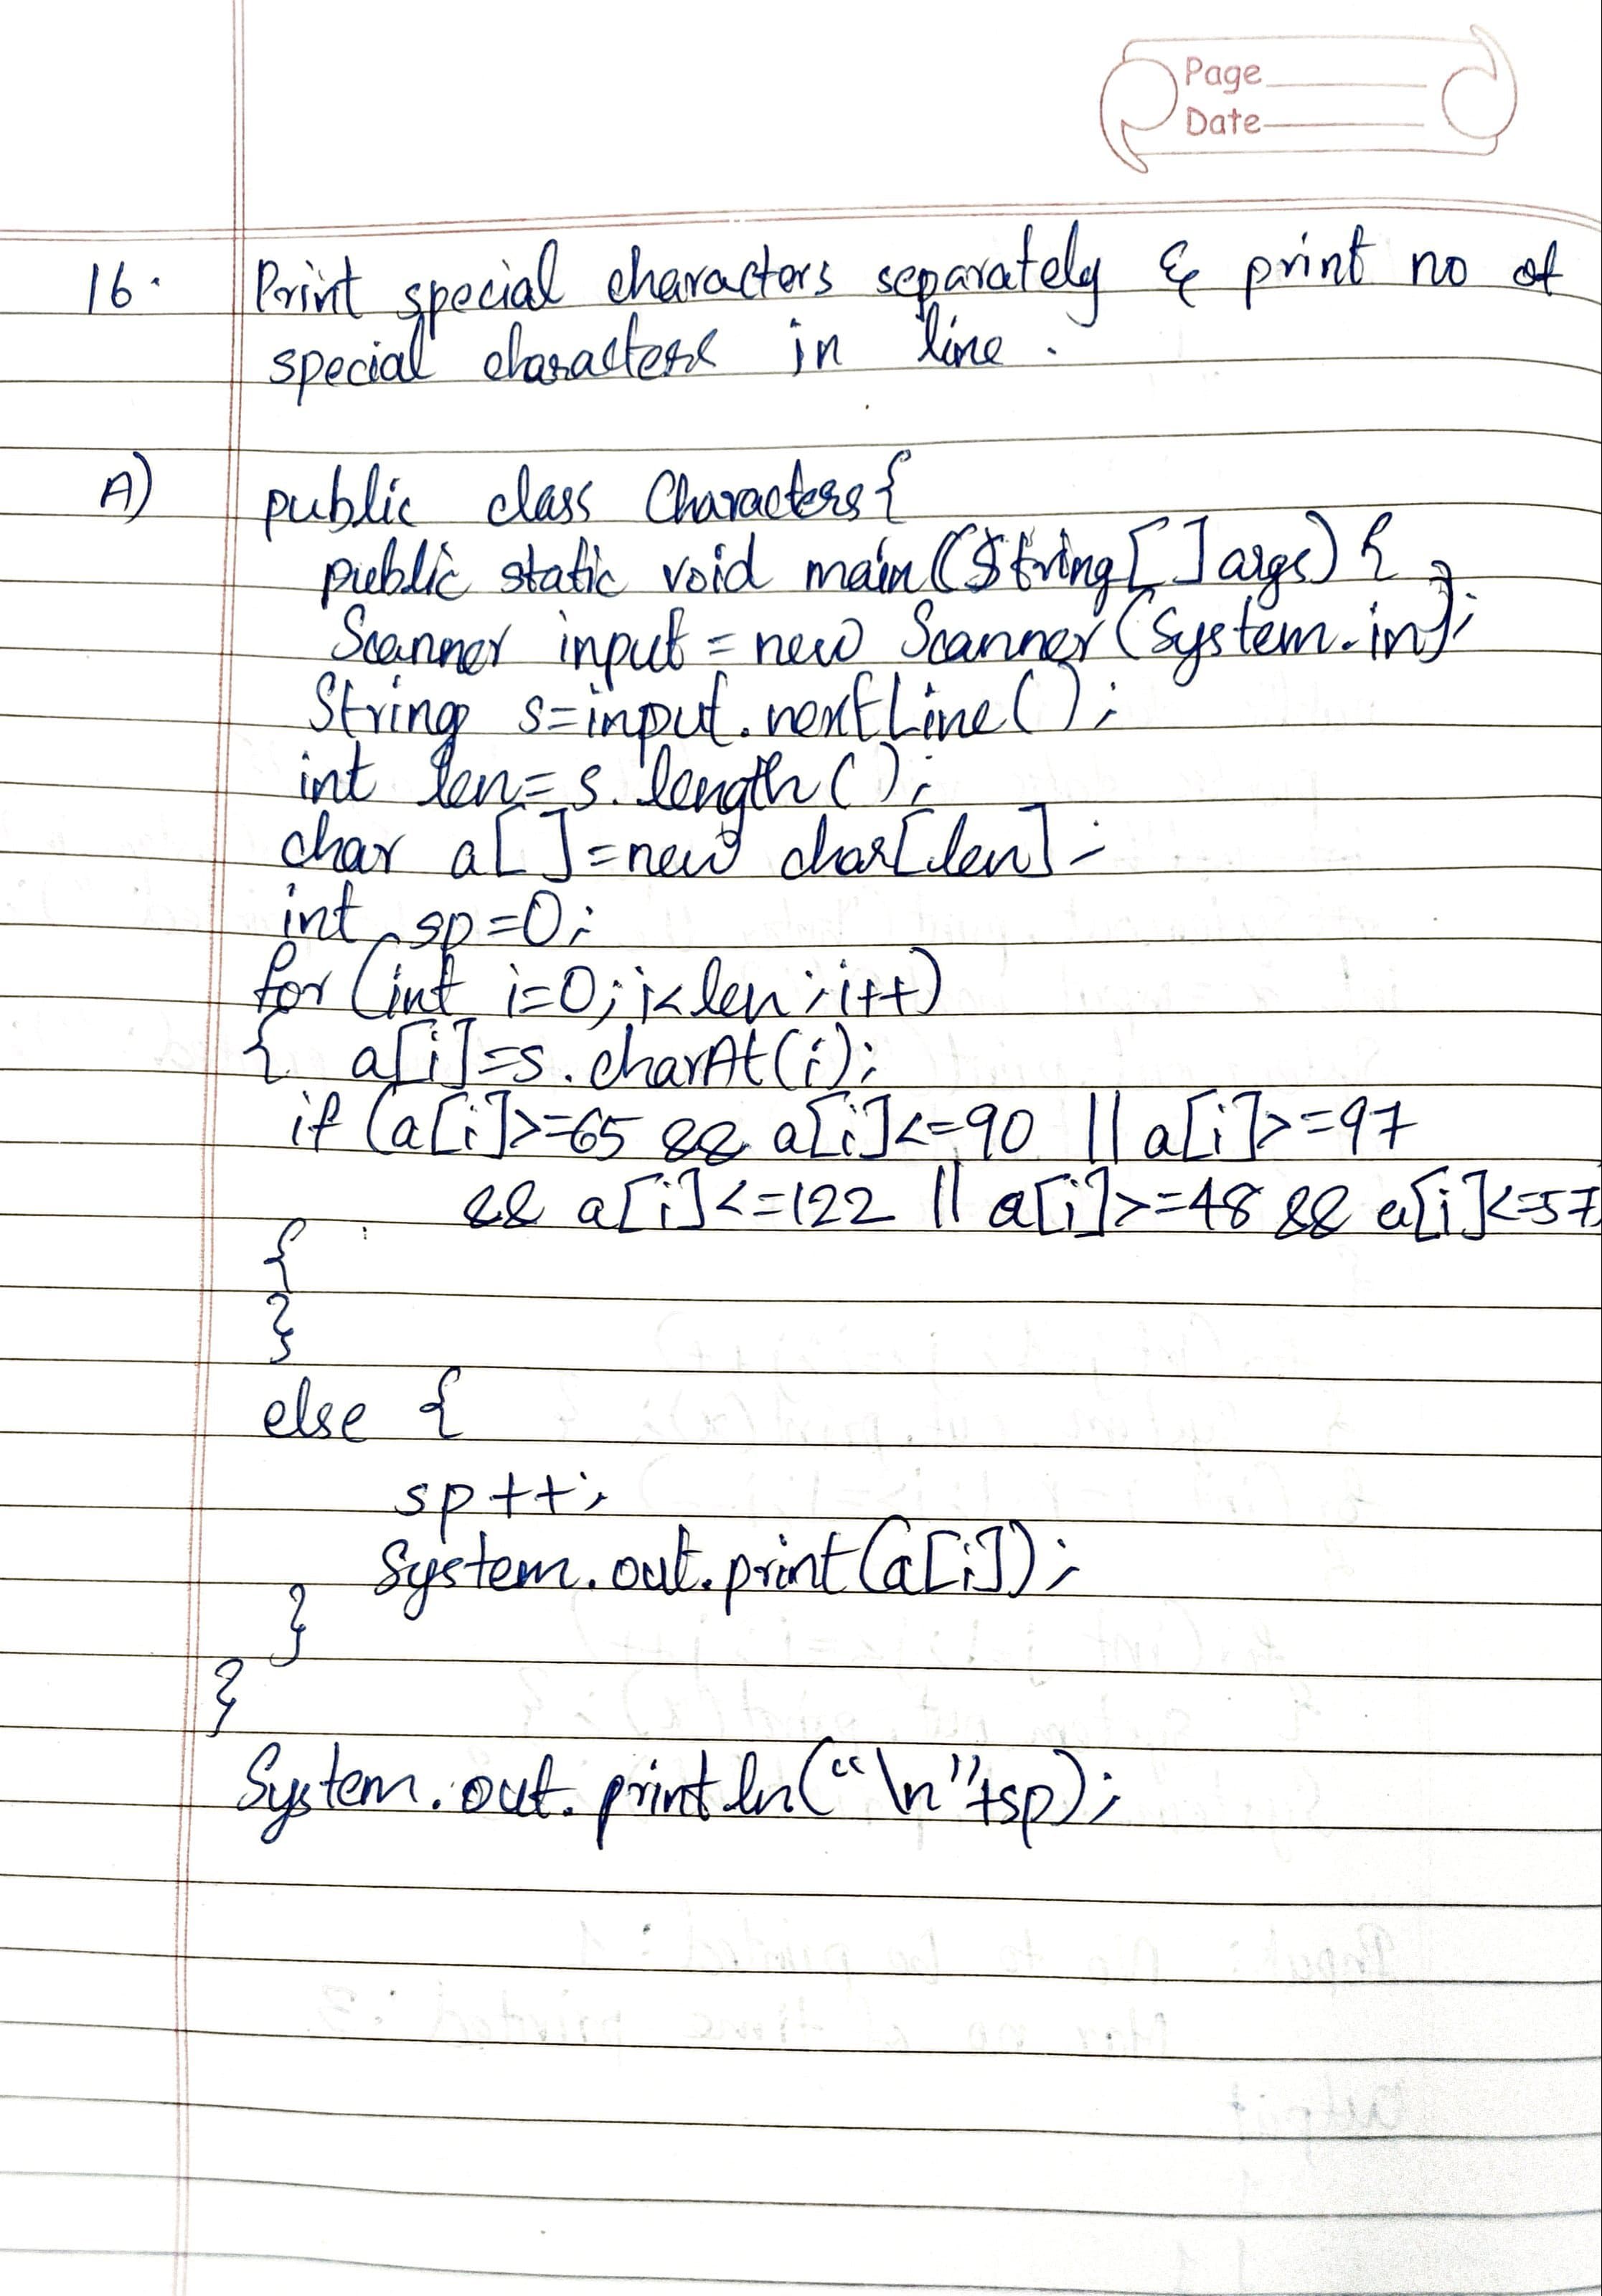 Page
Date
16. Print special characters separately & print no of
special characters in line.
A) public class Characters{
public static void main(String[]args){
Scanner input = new Scanner(System.in);
String s=input.nextLine();
int len=s.length();
char a[]=new char[len];
int sp=0;
for(int i=0;i<len;i++)
{ a[i]=s.charAt(i);
if(a[i]>=65 && a[i]<=90 || a[i]>=97
&& a[i]<=122 || a[i]>=48 && a[i]<=57)
{
}
else {
sp++;
System.out.print(a[i]);
}
}
System.out.println("\n"+sp);